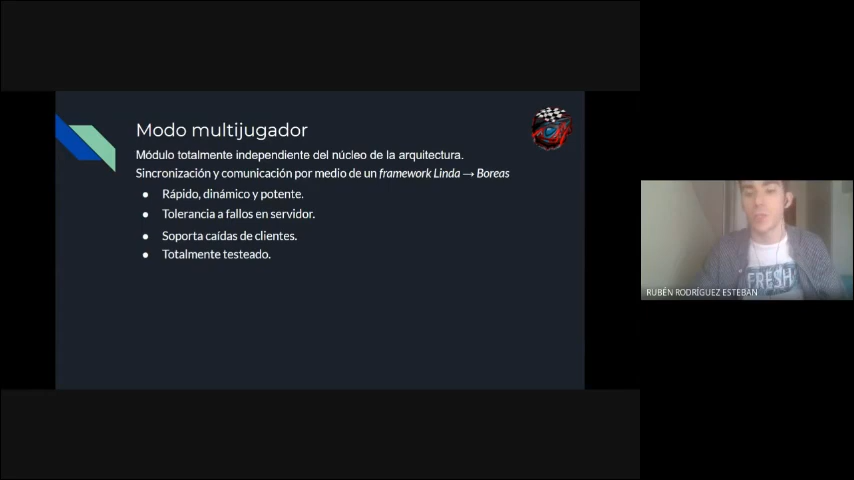 Modo multijugador
Módulo totalmente independiente del núcleo de la arquitectura.
Sincronización y comunicación por medio de un framework Linda → Boreas
● Rápido, dinámico y potente.
● Tolerancia a fallos en servidor.
● Soporta caídas de clientes.
● Totalmente testeado.
FRESH
RUBÉN RODRÍGUEZ ESTEBAN